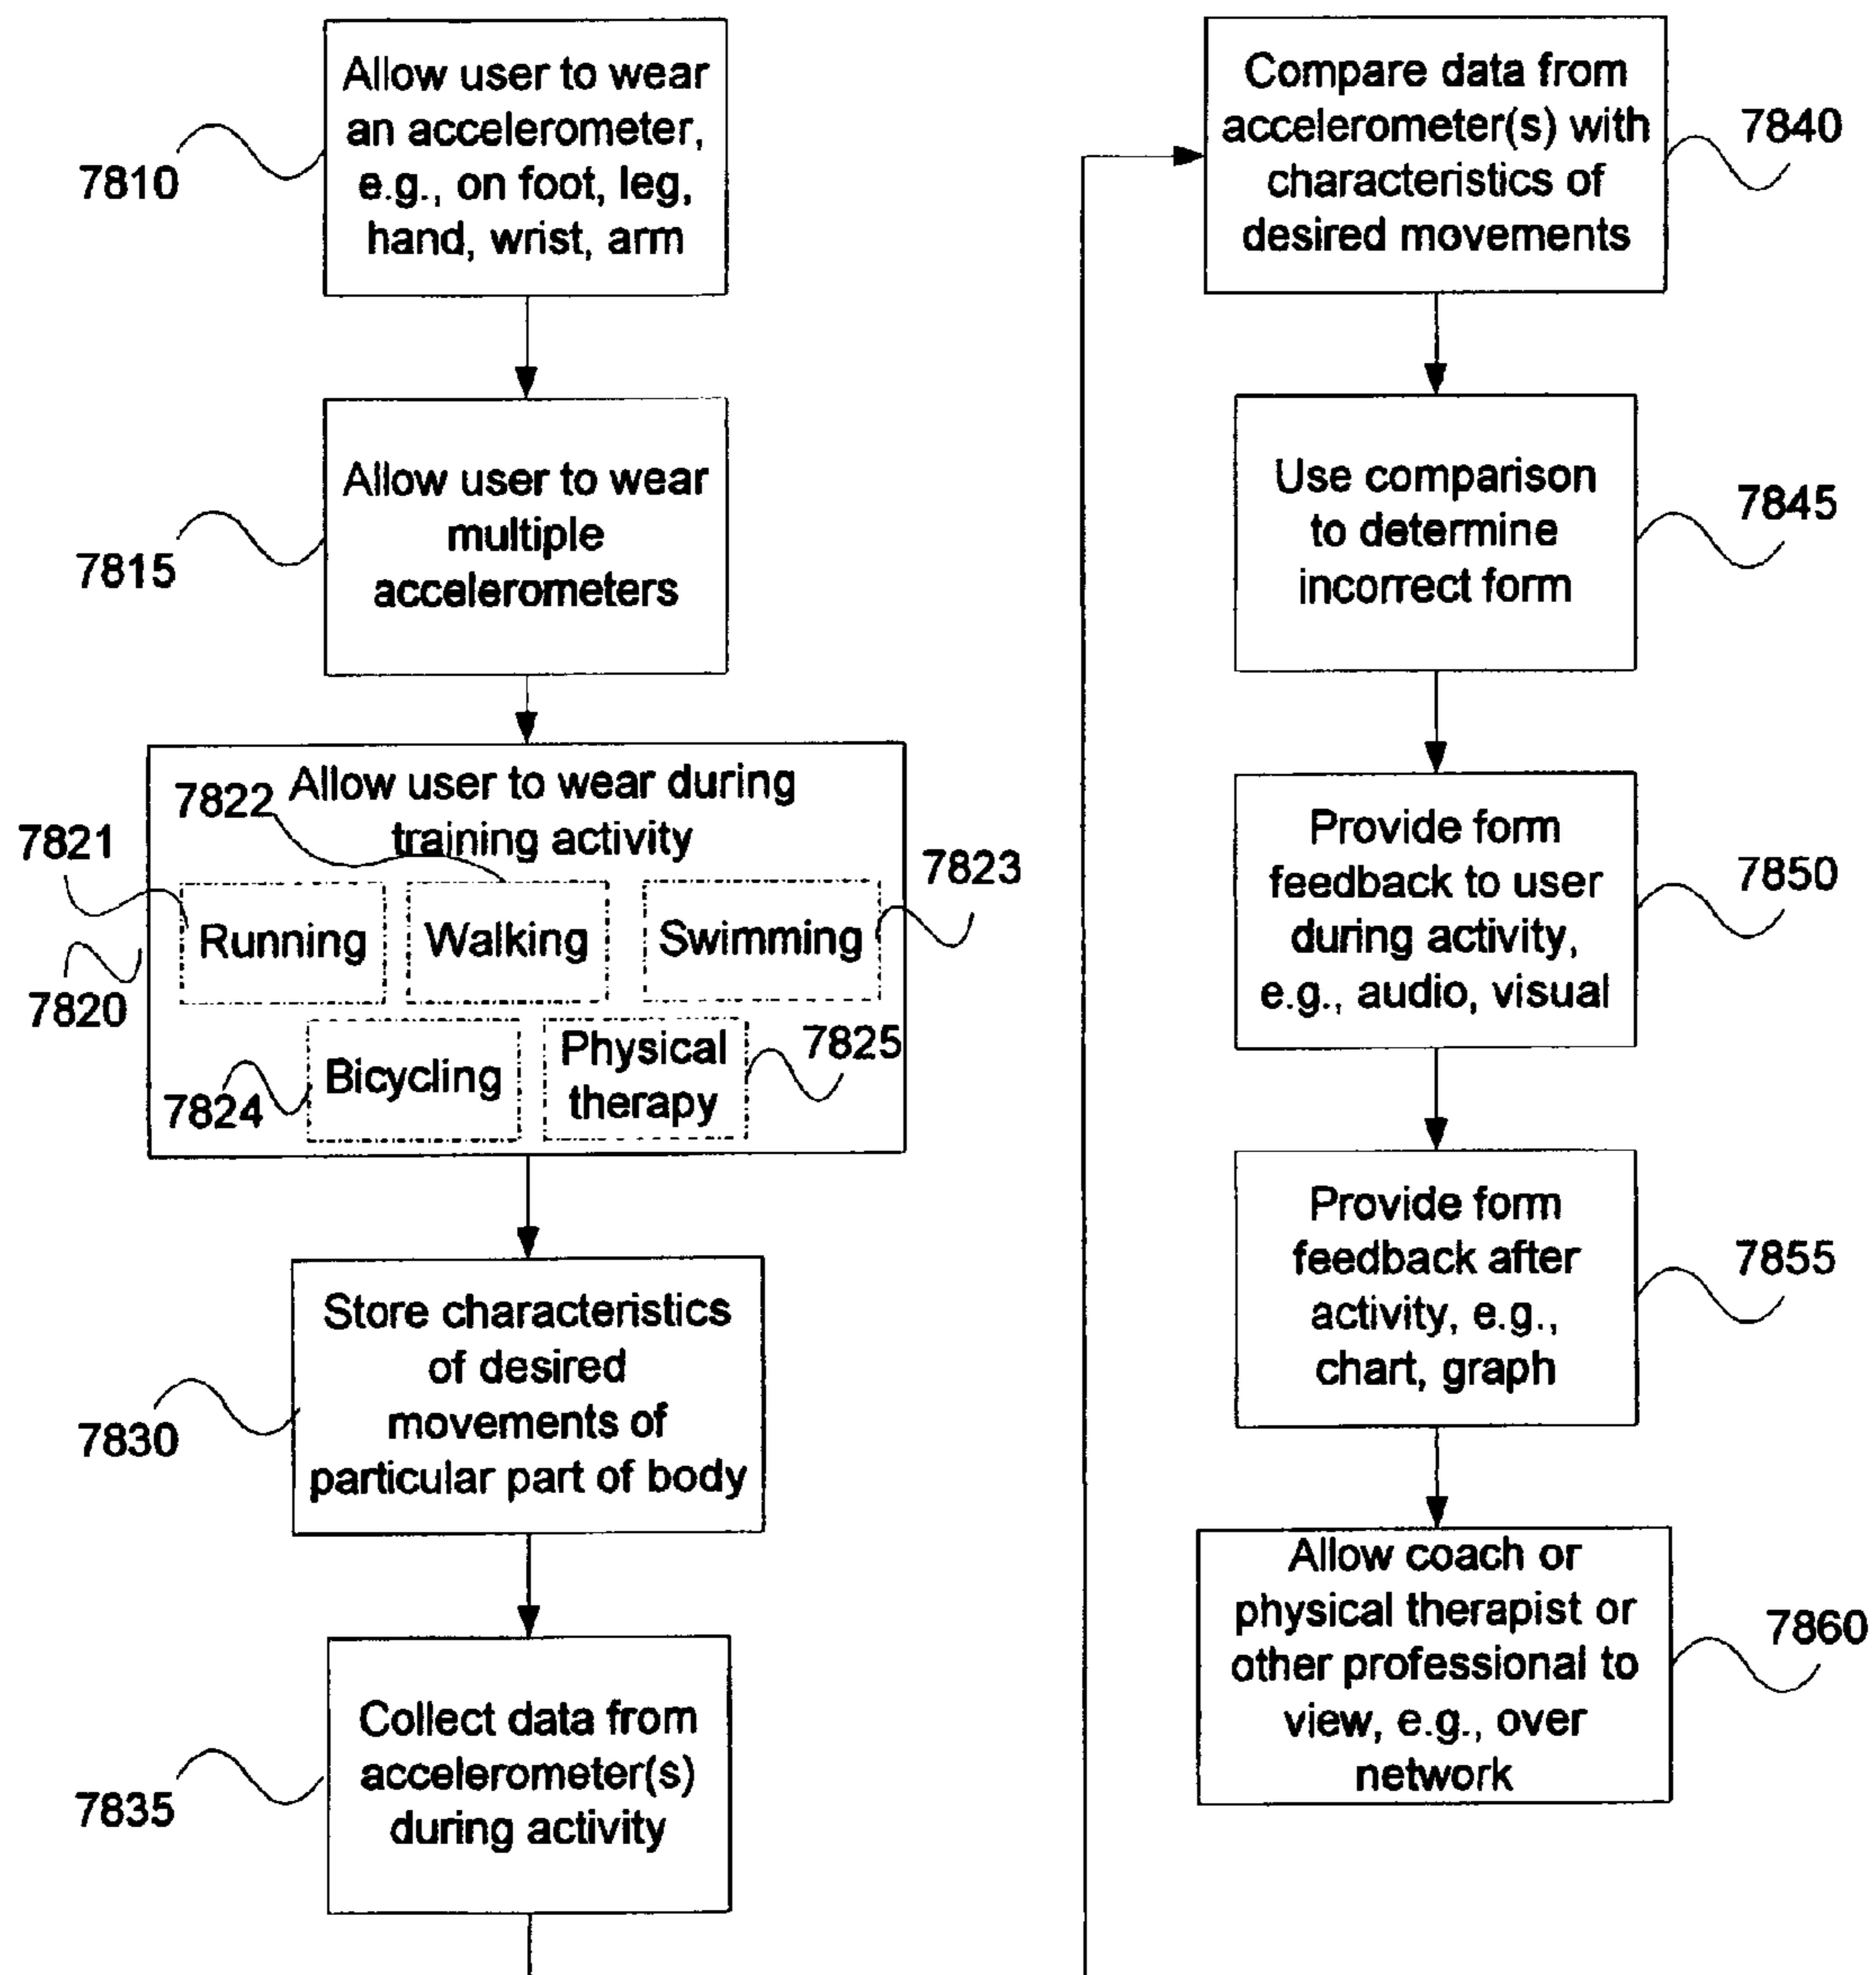 Allow user to wear
an accelerometer,
e.g., on foot, leg,
hand, wrist, arm
7810
Allow user to wear
multiple
accelerometers
7815
Allow user to wear during
training activity
7822
7821
7823
Running
Walking
Swimming
7820
Bicycling
Physical
therapy
7825
7824
Store characteristics
of desired
movements of
particular part of body
7830
Collect data from
accelerometer(s)
during activity
7835
Compare data from
accelerometer(s) with
characteristics of
desired movements
7840
Use comparison
to determine
incorrect form
7845
Provide form
feedback to user
during activity,
e.g., audio, visual
7850
Provide form
feedback after
activity, e.g.,
chart, graph
7855
Allow coach or
physical therapist or
other professional to
view, e.g., over
network
7860